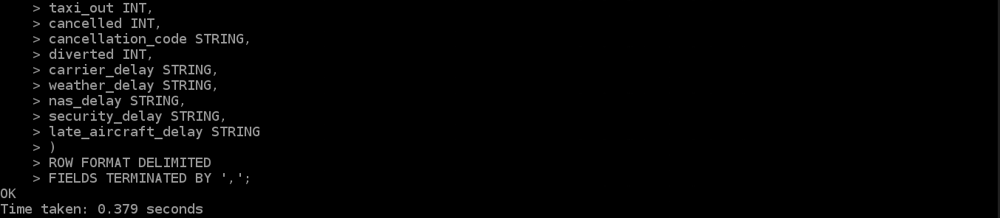 > taxi_out INT,
> cancelled INT,
> cancellation_code STRING,
> diverted INT,
> carrier_delay STRING,
> weather_delay STRING,
> nas_delay STRING,
> security_delay STRING,
> late_aircraft_delay STRING
> )
> ROW FORMAT DELIMITED
> FIELDS TERMINATED BY ',';
OK
Time taken: 0.379 seconds